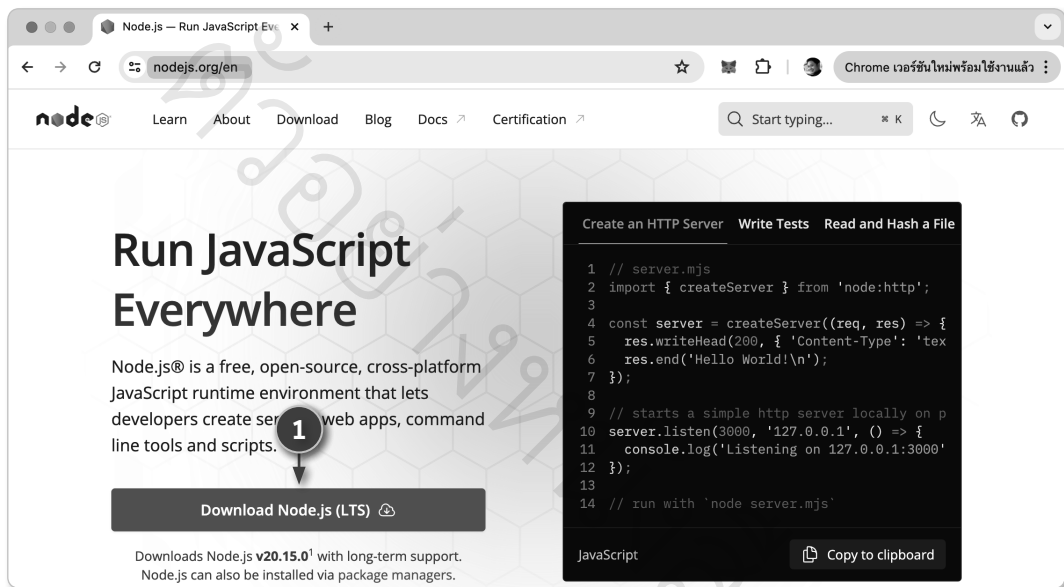 Node.js — Run JavaScript Eve
nodejs.org/en
Chrome เวอร์ชันใหม่พร้อมใช้งานแล้ว
node
Learn About Download Blog Docs Certification
Start typing... ⌘ K
Run JavaScript
Everywhere
Node.js® is a free, open-source, cross-platform
JavaScript runtime environment that lets
developers create web apps, command
line tools and scripts.
1
Download Node.js (LTS)
Downloads Node.js v20.15.0¹ with long-term support.
Node.js can also be installed via package managers.
Create an HTTP Server Write Tests Read and Hash a File
1 // server.mjs
2 import { createServer } from 'node:http';
3
4 const server = createServer((req, res) => {
5 res.writeHead(200, { 'Content-Type': 'tex
6 res.end('Hello World!\n');
7 });
8
9 // starts a simple http server locally on p
10 server.listen(3000, '127.0.0.1', () => {
11 console.log('Listening on 127.0.0.1:3000'
12 });
13
14 // run with `node server.mjs`
JavaScript Copy to clipboard